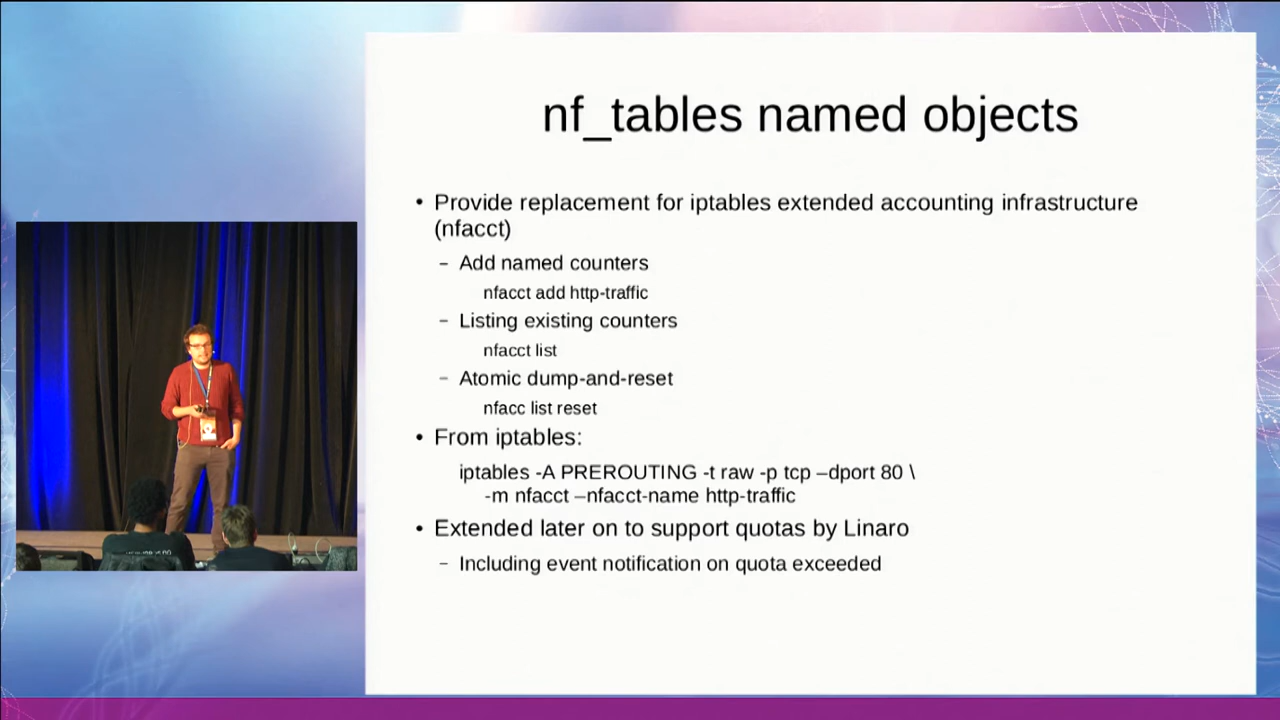 nf_tables named objects
• Provide replacement for iptables extended accounting infrastructure
(nfacct)
– Add named counters
nfacct add http-traffic
– Listing existing counters
nfacct list
– Atomic dump-and-reset
nfacc list reset
• From iptables:
iptables -A PREROUTING -t raw -p tcp –dport 80 \
-m nfacct –nfacct-name http-traffic
• Extended later on to support quotas by Linaro
– Including event notification on quota exceeded